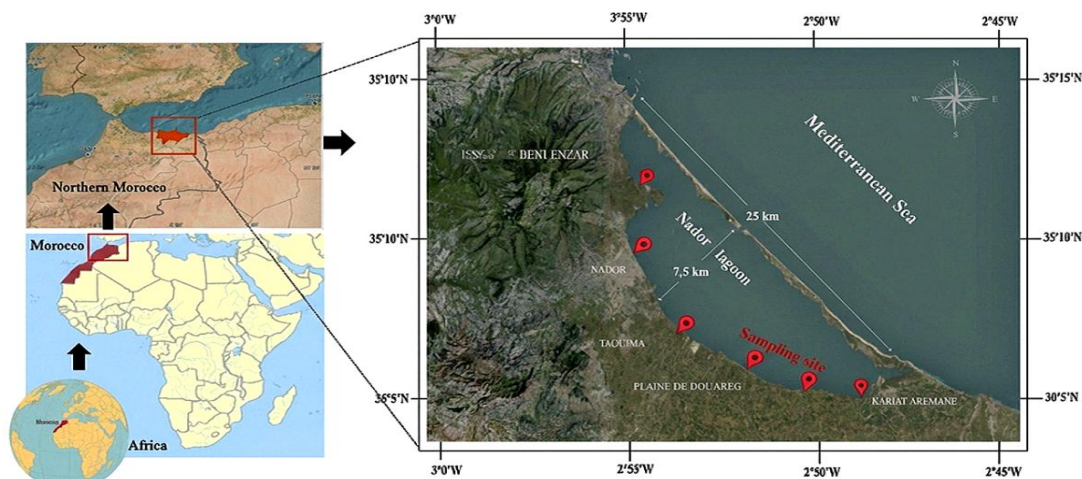 3°0'W 3°55'W 2°50'W 2°45'W
35°10'N 35°15'N
N
W E
S
BENI ENZAR
Mediterranean Sea
Northern Morocco
25 km
Nador lagoon
35°10'N 35°10'N
Morocco
7,5 km
NADOR
TAOUIMA
Sampling site
PLAINE DE DOUAREG
KARIAT AREMANE
35°5'N 30°5'N
Morocco
Africa
3°0'W 2°55'W 2°50'W 2°45'W